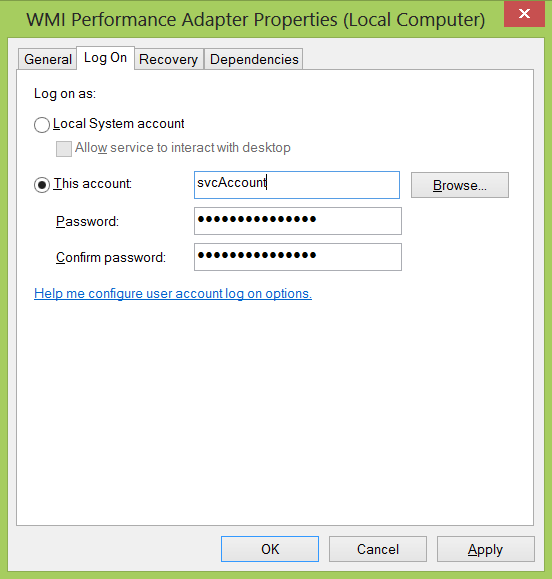 WMI Performance Adapter Properties (Local Computer)
General Log On Recovery Dependencies
Log on as:
Local System account
Allow service to interact with desktop
This account: svcAccount Browse...
Password: ●●●●●●●●●●●●●●●
Confirm password: ●●●●●●●●●●●●●●●
Help me configure user account log on options.
OK Cancel Apply